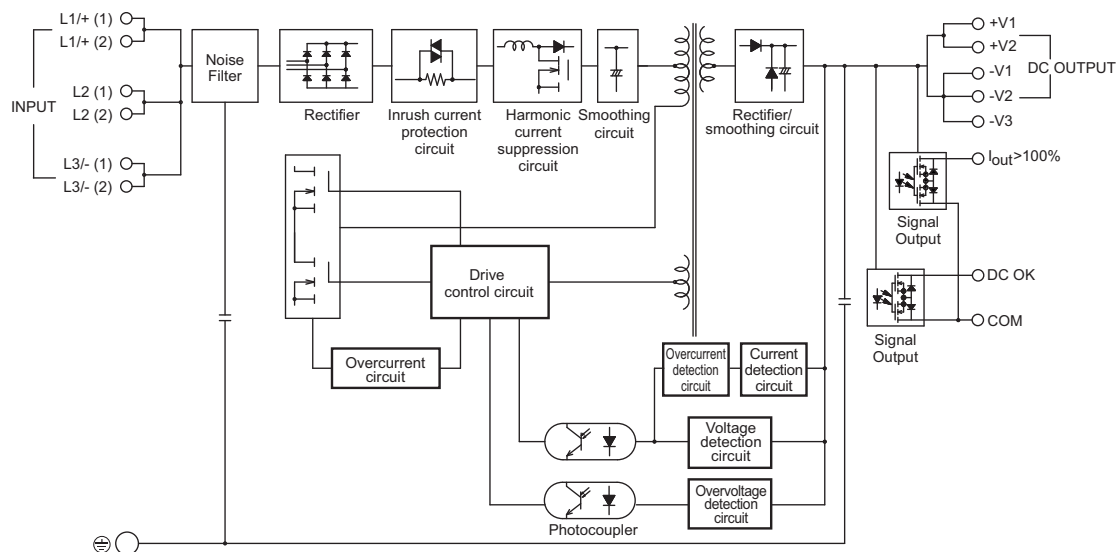 L1/+ (1)
L1/+ (2)
INPUT
L2 (1)
L2 (2)
L3/- (1)
L3/- (2)
Noise
Filter
Rectifier
Inrush current
protection
circuit
Harmonic
current
suppression
circuit
Smoothing
circuit
Rectifier/
smoothing circuit
+V1
+V2
DC OUTPUT
-V1
-V2
-V3
Iout>100%
Signal
Output
DC OK
COM
Signal
Output
Drive
control circuit
Overcurrent
circuit
Overcurrent
detection
circuit
Current
detection
circuit
Voltage
detection
circuit
Overvoltage
detection
circuit
Photocoupler